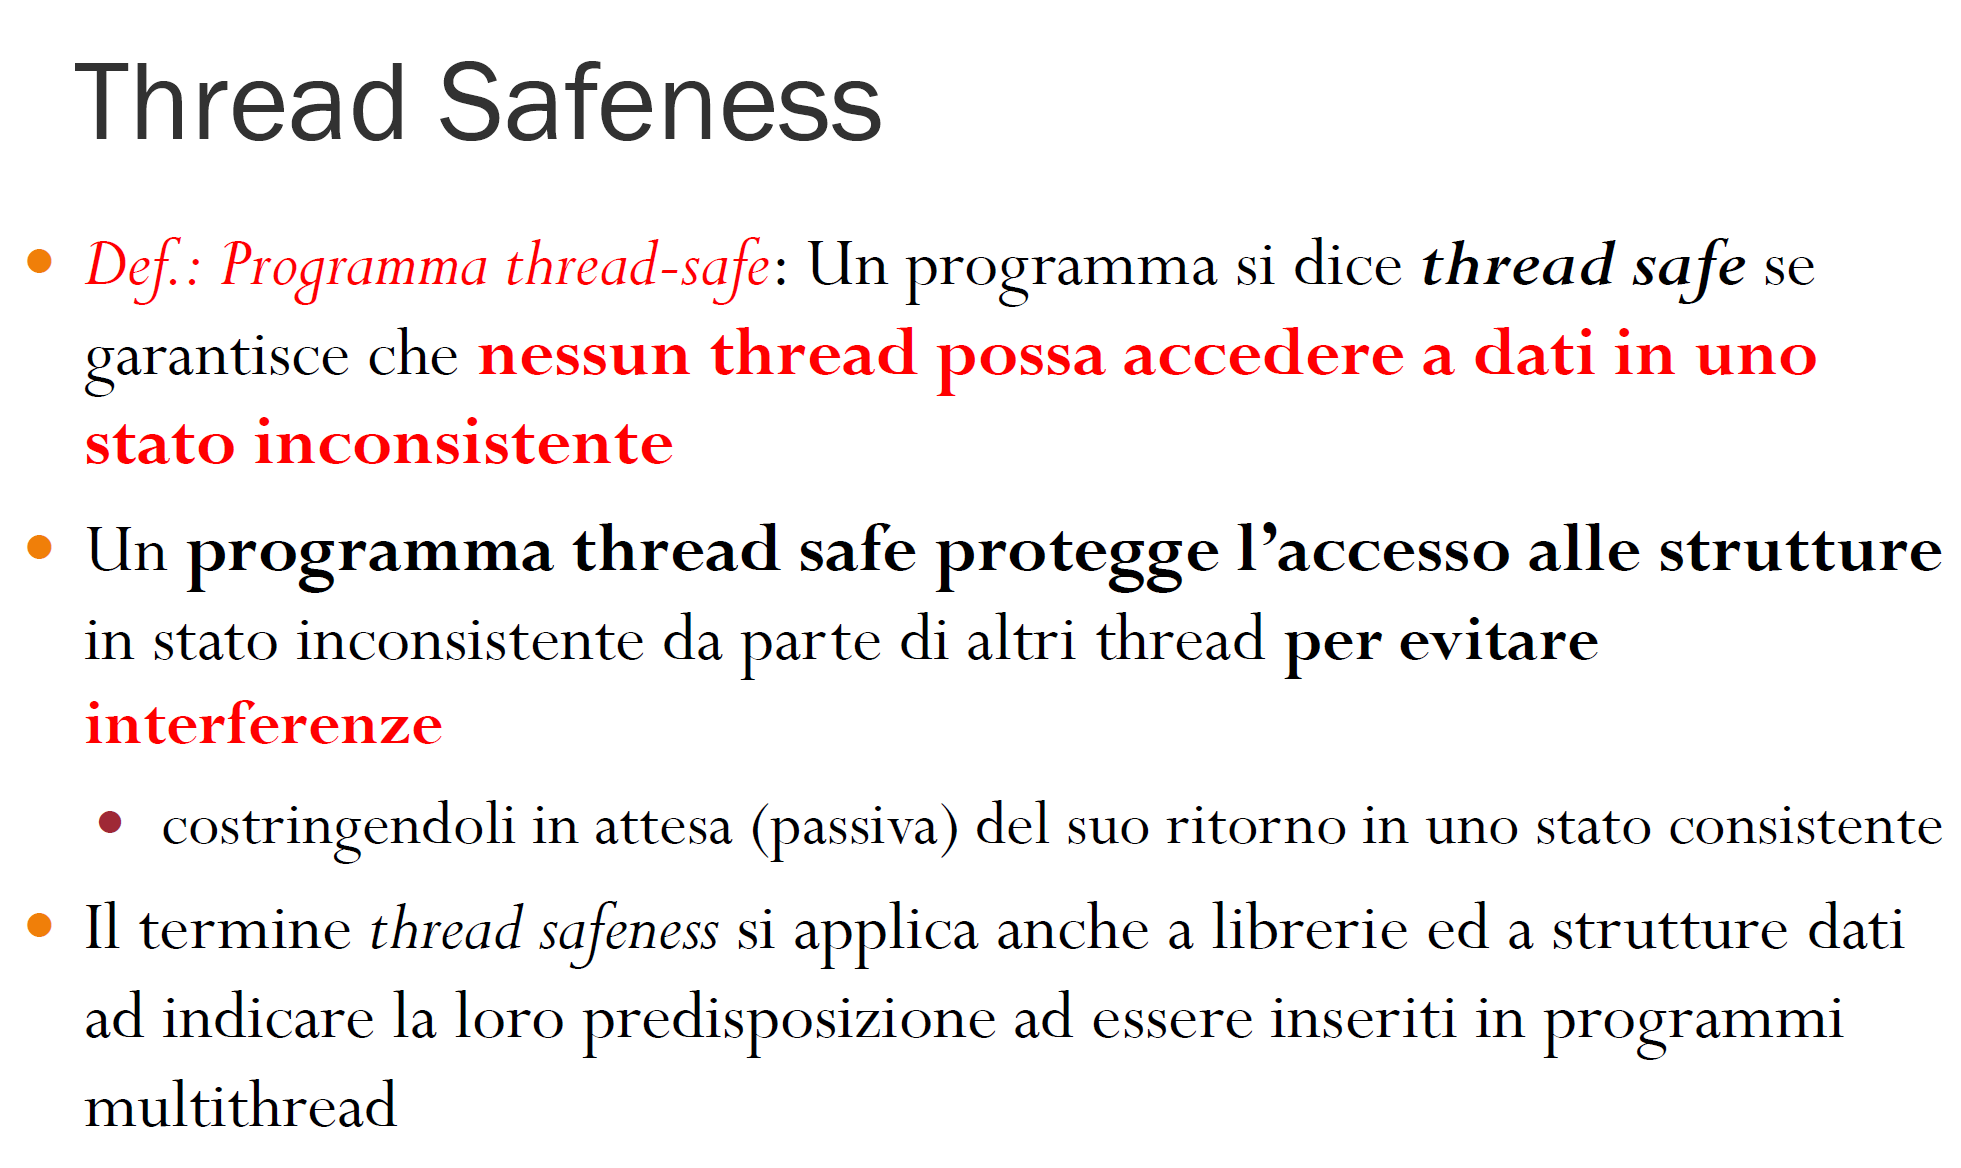 Thread Safeness
• Def.: Programma thread-safe: Un programma si dice thread safe se
garantisce che nessun thread possa accedere a dati in uno
stato inconsistente
• Un programma thread safe protegge l’accesso alle strutture
in stato inconsistente da parte di altri thread per evitare
interferenze
• costringendoli in attesa (passiva) del suo ritorno in uno stato consistente
• Il termine thread safeness si applica anche a librerie ed a strutture dati
ad indicare la loro predisposizione ad essere inseriti in programmi
multithread